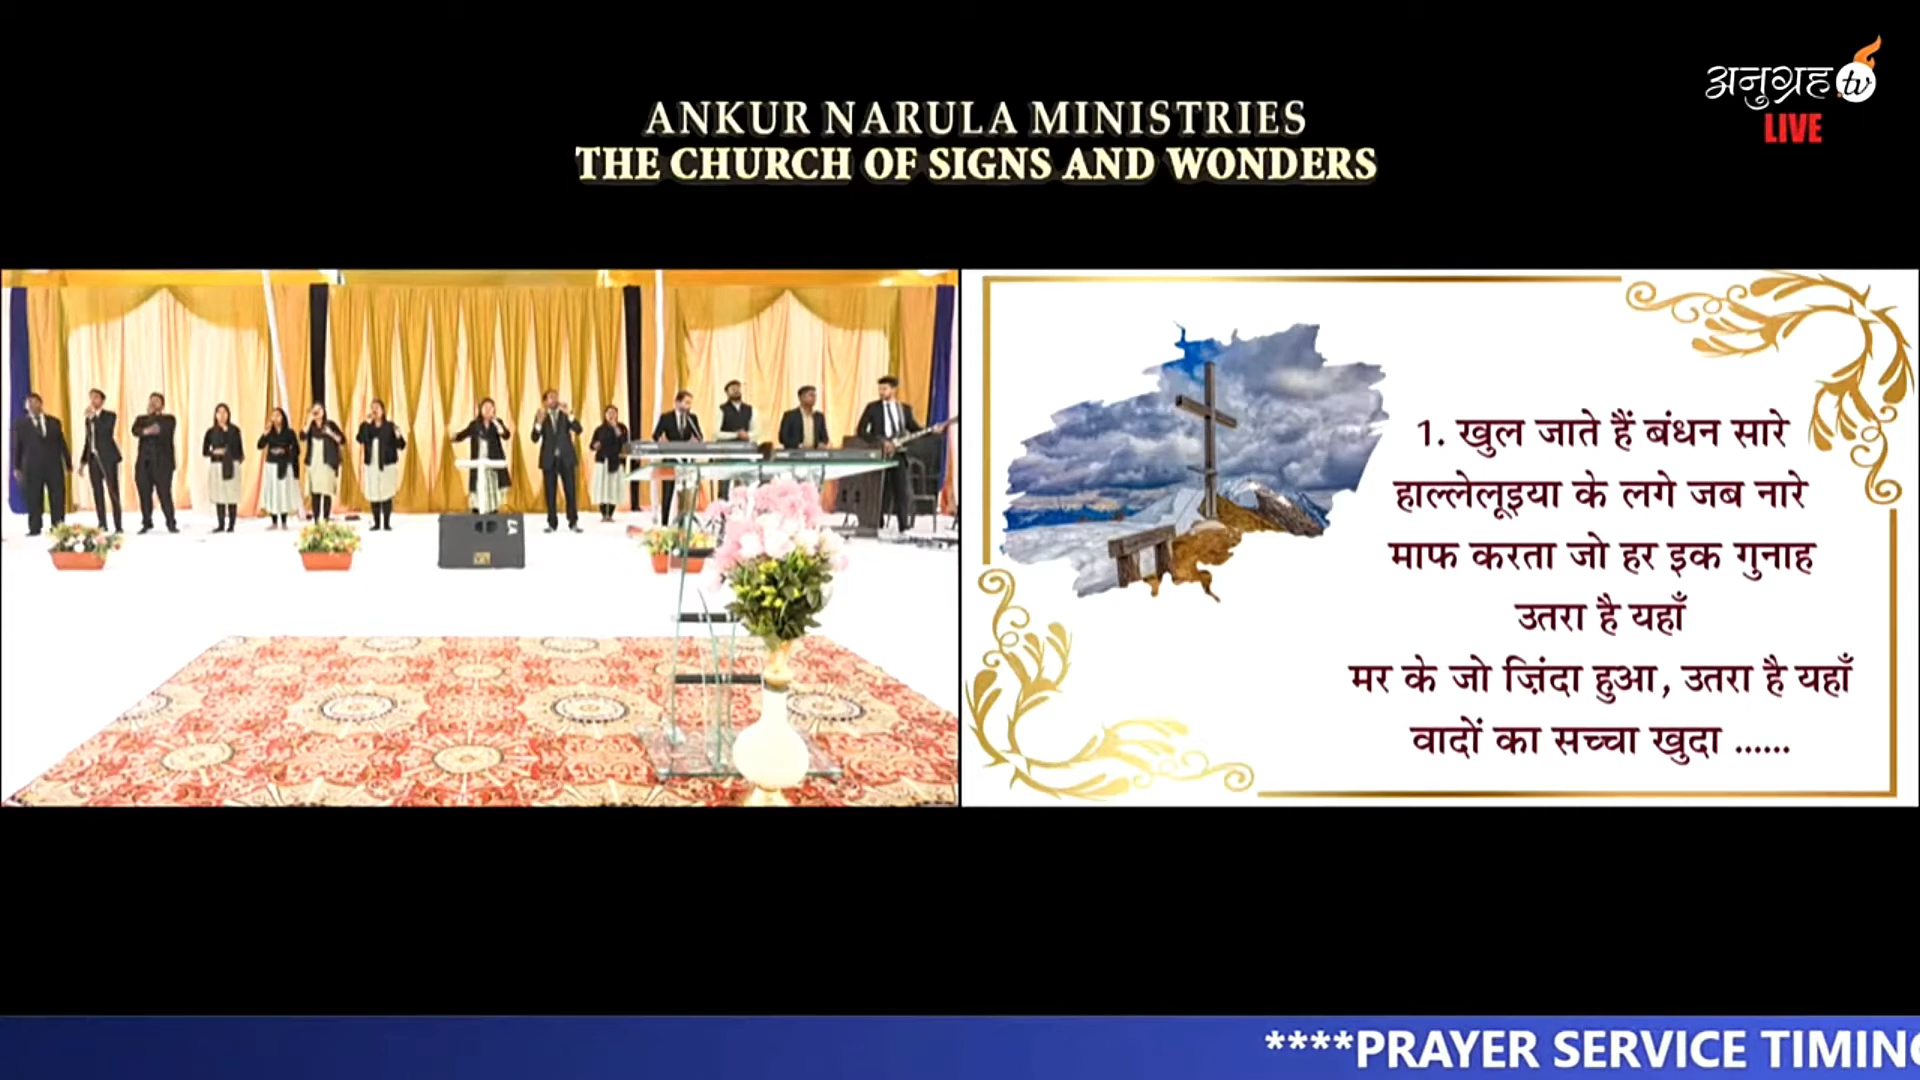 अनुग्रह tv
LIVE
ANKUR NARULA MINISTRIES
THE CHURCH OF SIGNS AND WONDERS
1. खुल जाते हैं बंधन सारे
हाल्लेलूइया के लगे जब नारे
माफ करता जो हर इक गुनाह
उतरा है यहाँ
मर के जो ज़िंदा हुआ, उतरा है यहाँ
वादों का सच्चा खुदा ......
****PRAYER SERVICE TIMING